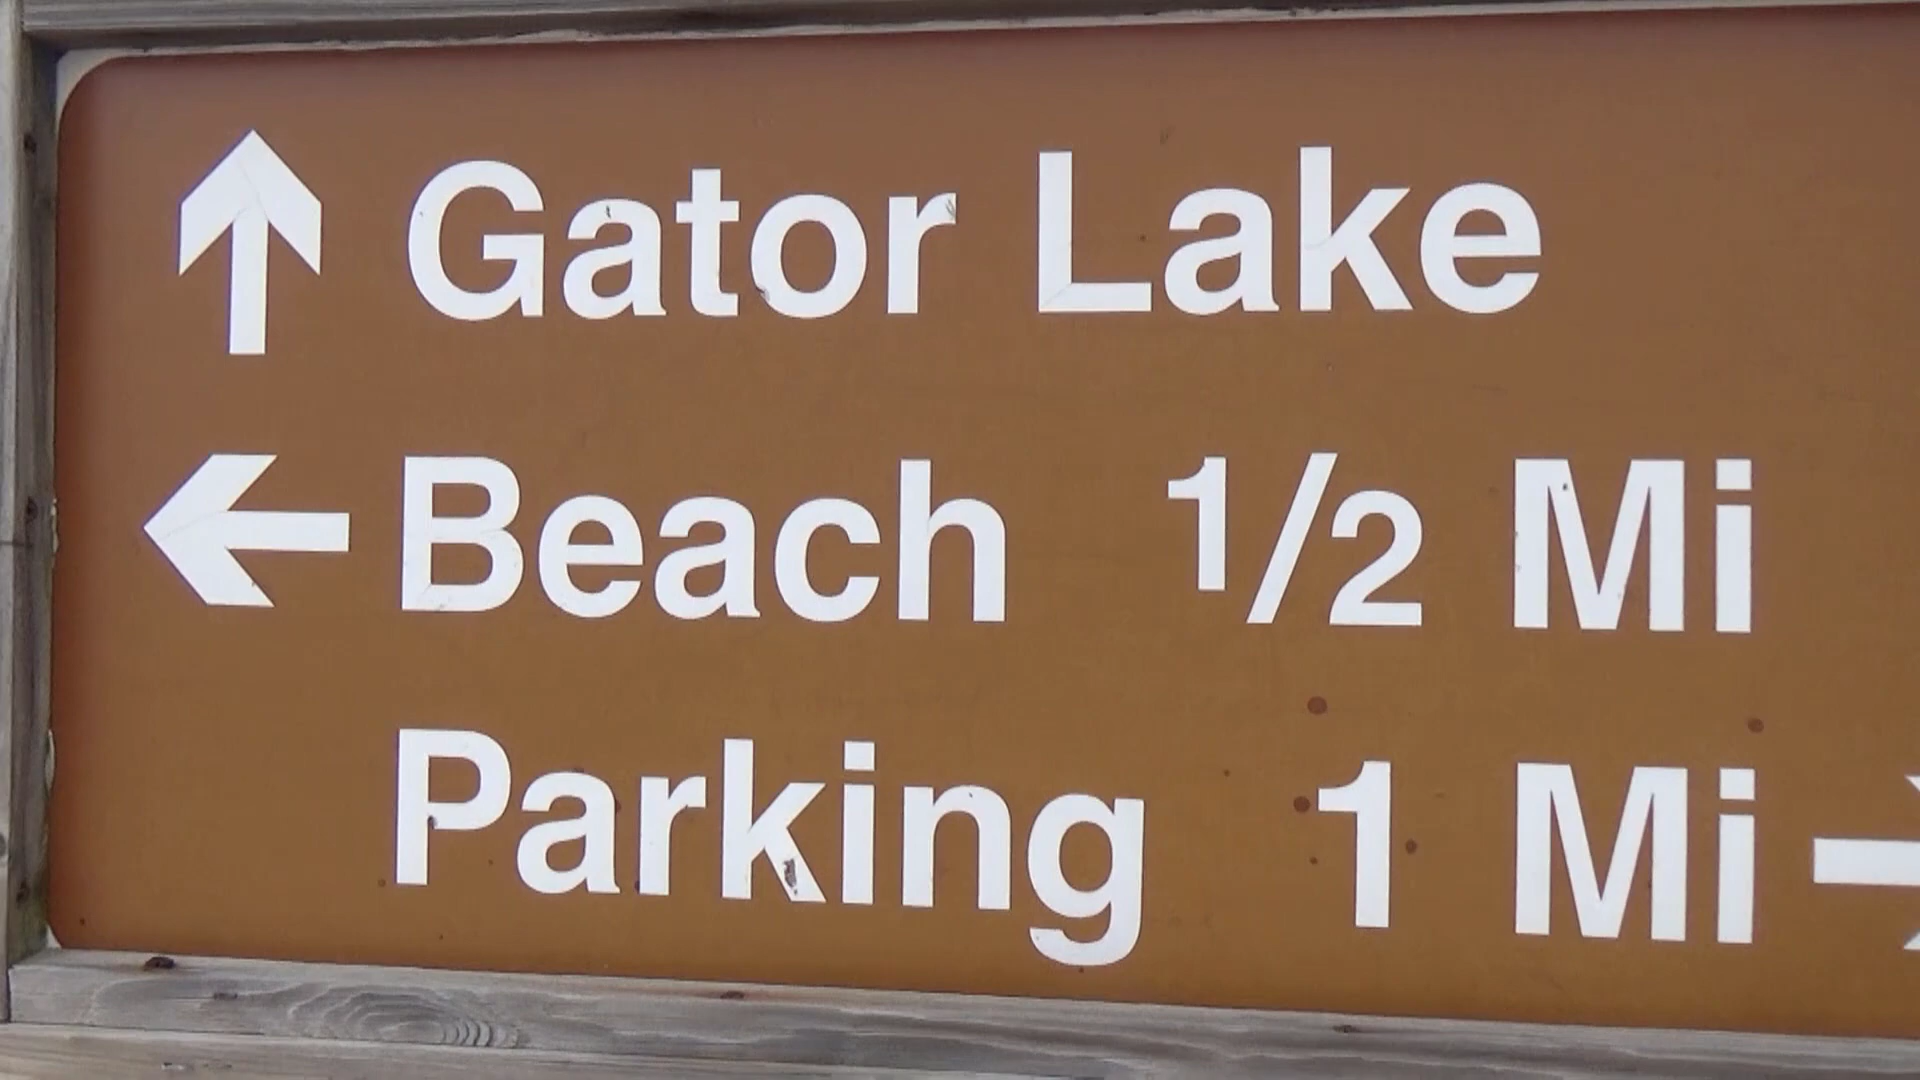 ↑ Gator Lake
← Beach 1/2 Mi
Parking 1 Mi →